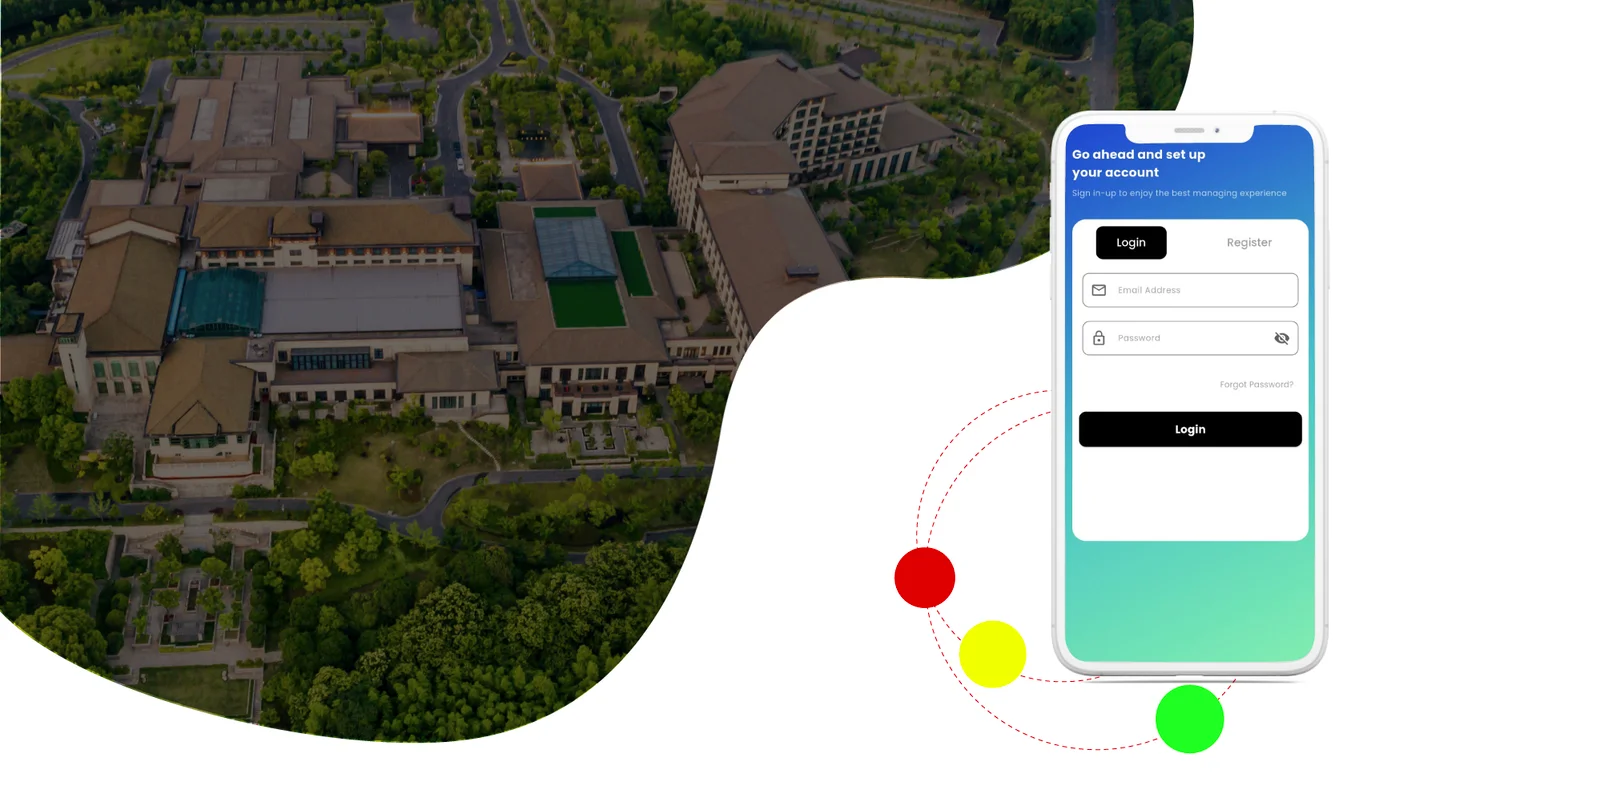 Go ahead and set up
your account
Sign in-up to enjoy the best managing experience
Login
Register
Email Address
Password
Forgot Password?
Login